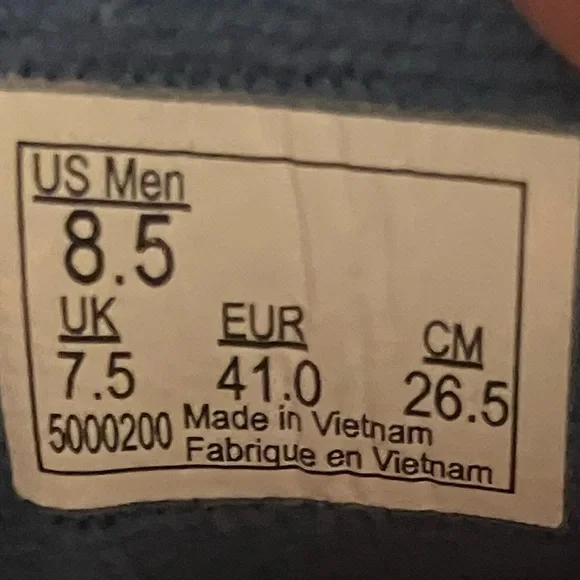 US Men
8.5
UK EUR CM
7.5 41.0 26.5
5000200 Made in Vietnam
Fabrique en Vietnam